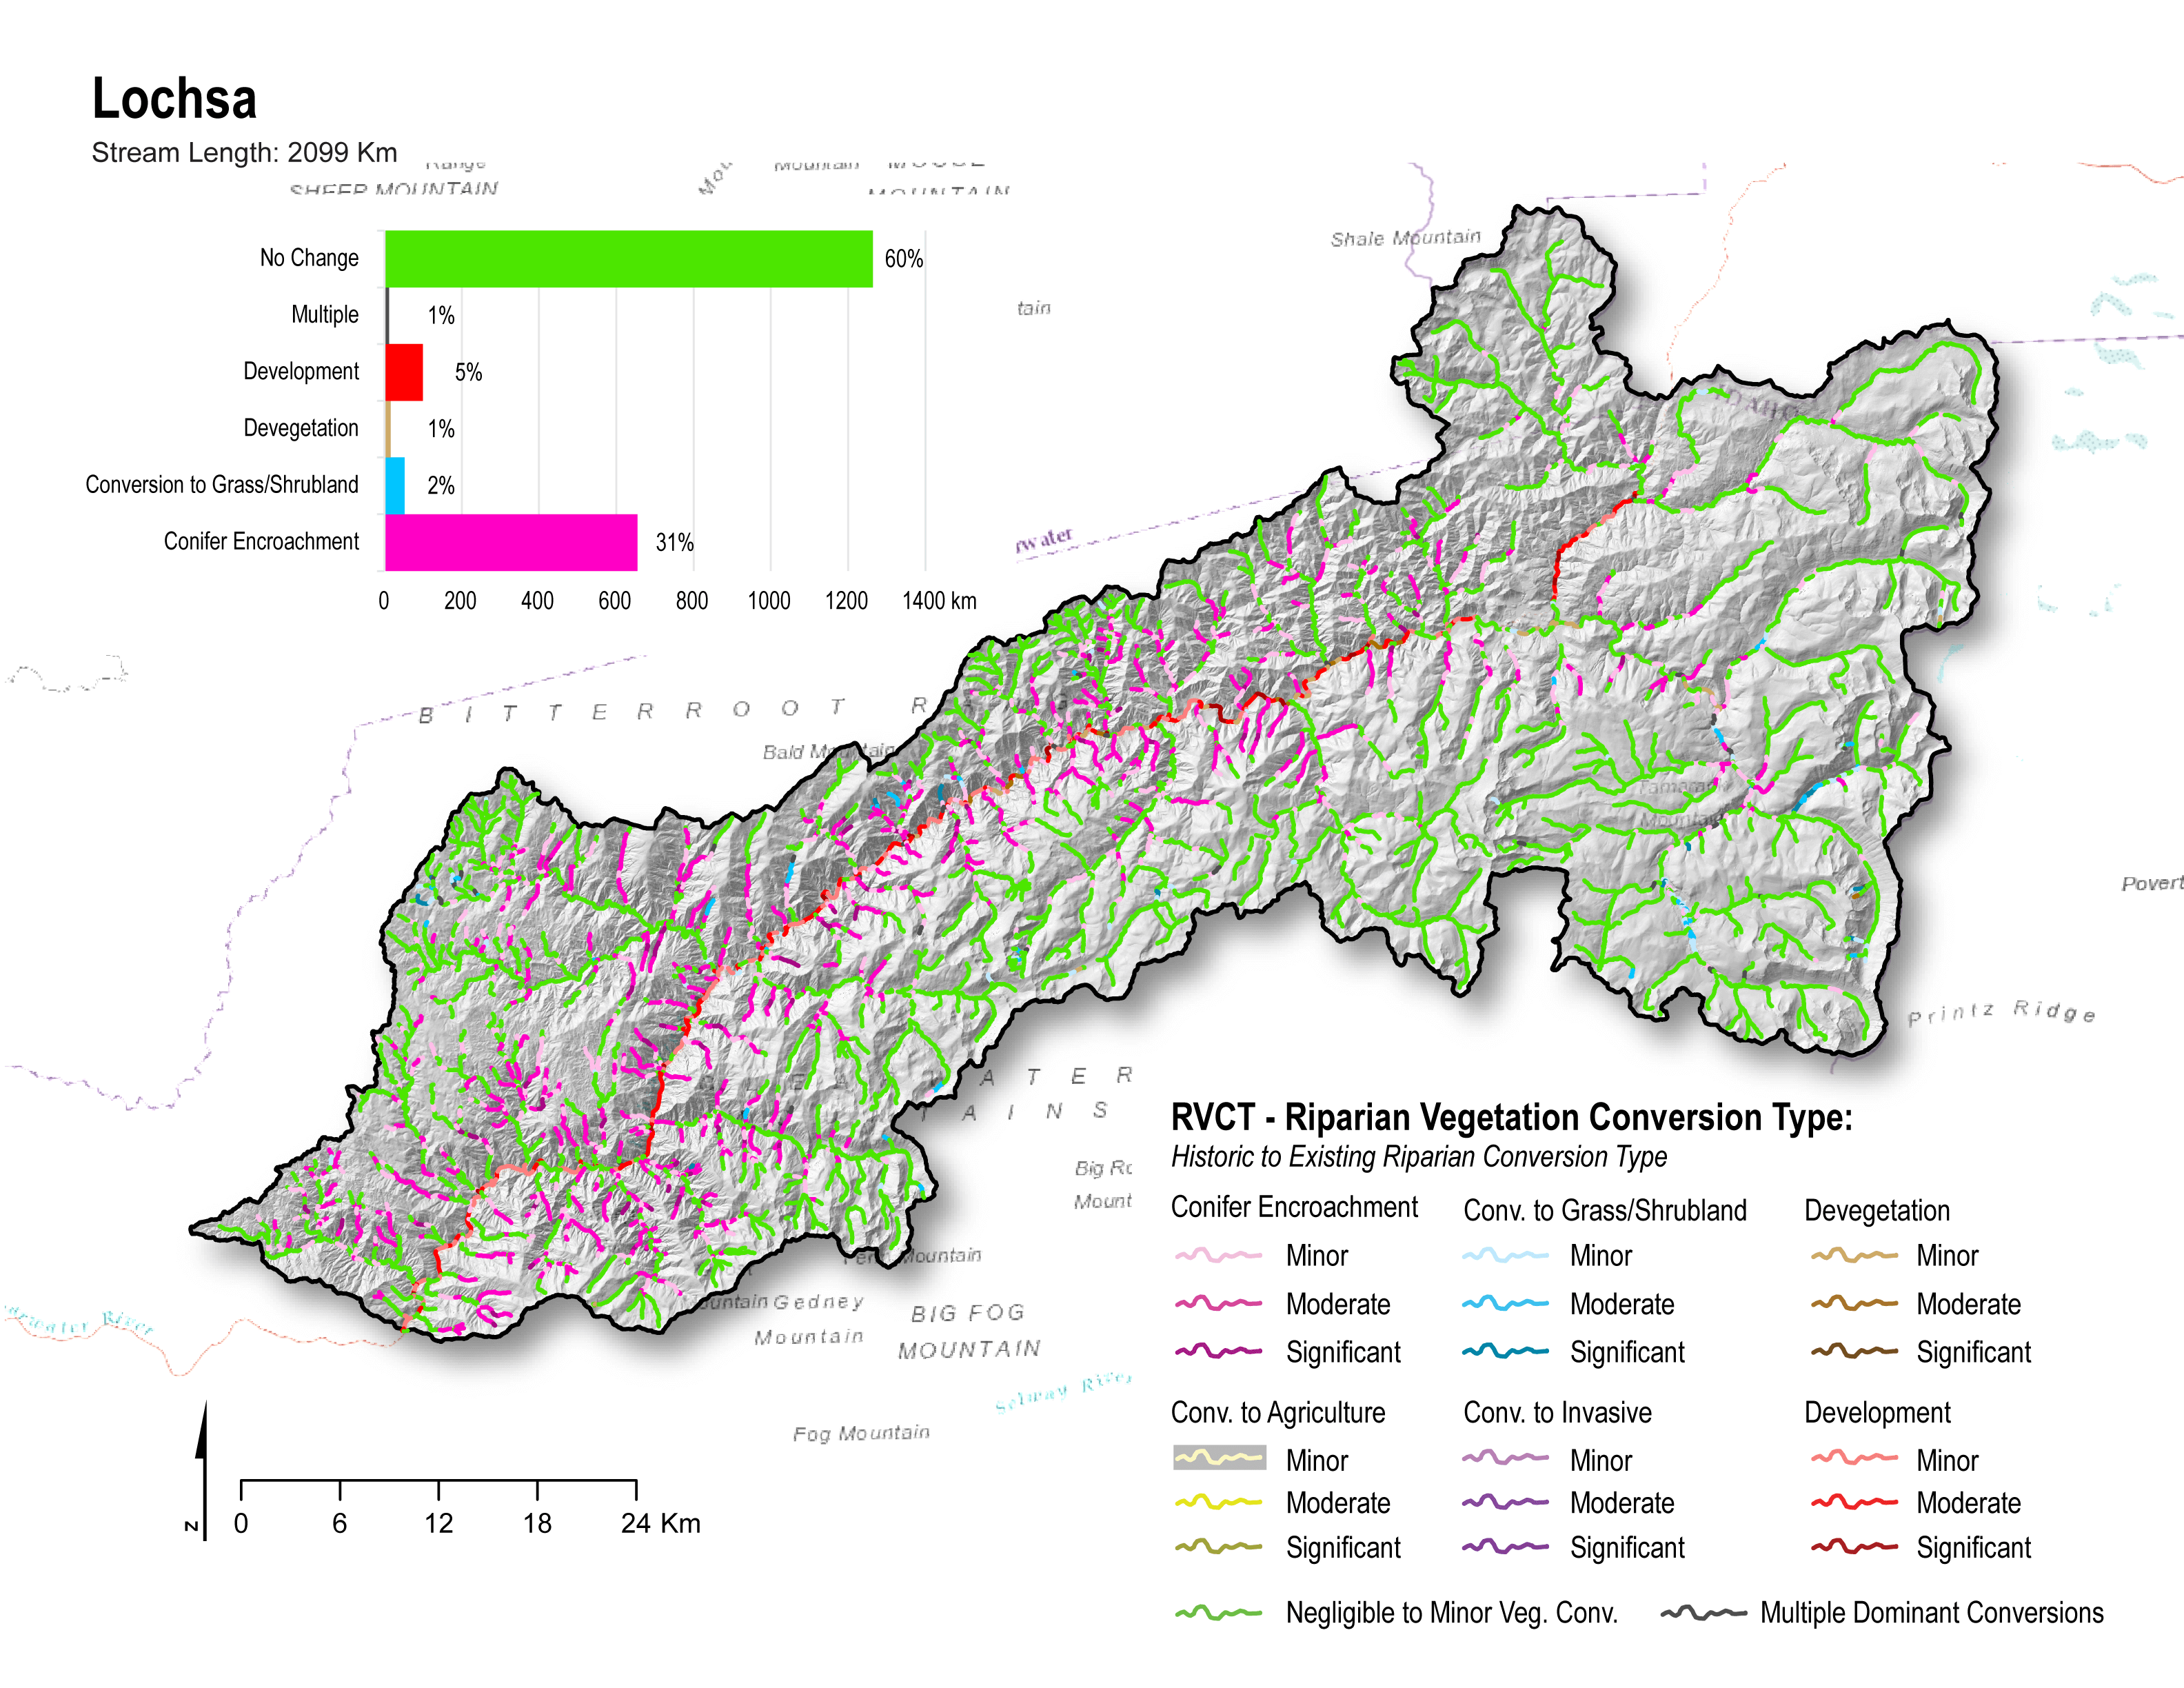 Lochsa
Stream Length: 2099 Km
Range
SHEEP MOUNTAIN
Mountain
MOOSE
MOUNTAIN
Shale Mountain
tain
No Change 60%
Multiple 1%
Development 5%
Devegetation 1%
Conversion to Grass/Shrubland 2%
Conifer Encroachment 31%
0 200 400 600 800 1000 1200 1400 km
rwater
BITTERROOT
Bald Mountain
Tamarack
Mountain
Povert
Printz Ridge
ATER
TAINS
Big Ro
Mount
Mountain
ountain Gedney
Mountain
BIG FOG
MOUNTAIN
Selway River
Fog Mountain
earwater River
N
0 6 12 18 24 Km
RVCT - Riparian Vegetation Conversion Type:
Historic to Existing Riparian Conversion Type
Conifer Encroachment Conv. to Grass/Shrubland Devegetation
Minor Minor Minor
Moderate Moderate Moderate
Significant Significant Significant
Conv. to Agriculture Conv. to Invasive Development
Minor Minor Minor
Moderate Moderate Moderate
Significant Significant Significant
Negligible to Minor Veg. Conv. Multiple Dominant Conversions